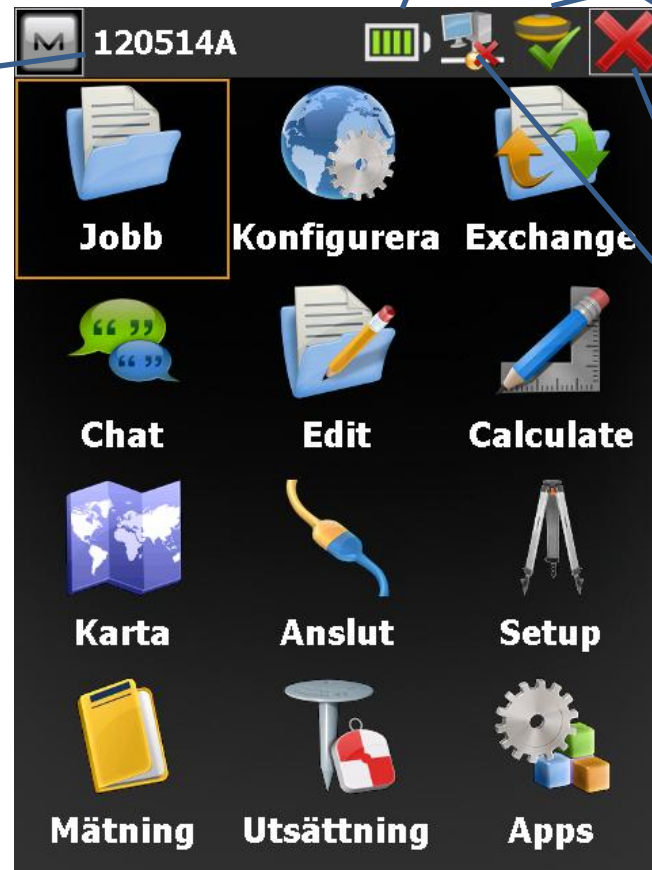 M 120514A
Jobb Konfigurera Exchange
“ ” “ ”
Chat Edit Calculate
Karta Anslut Setup
Mätning Utsättning Apps